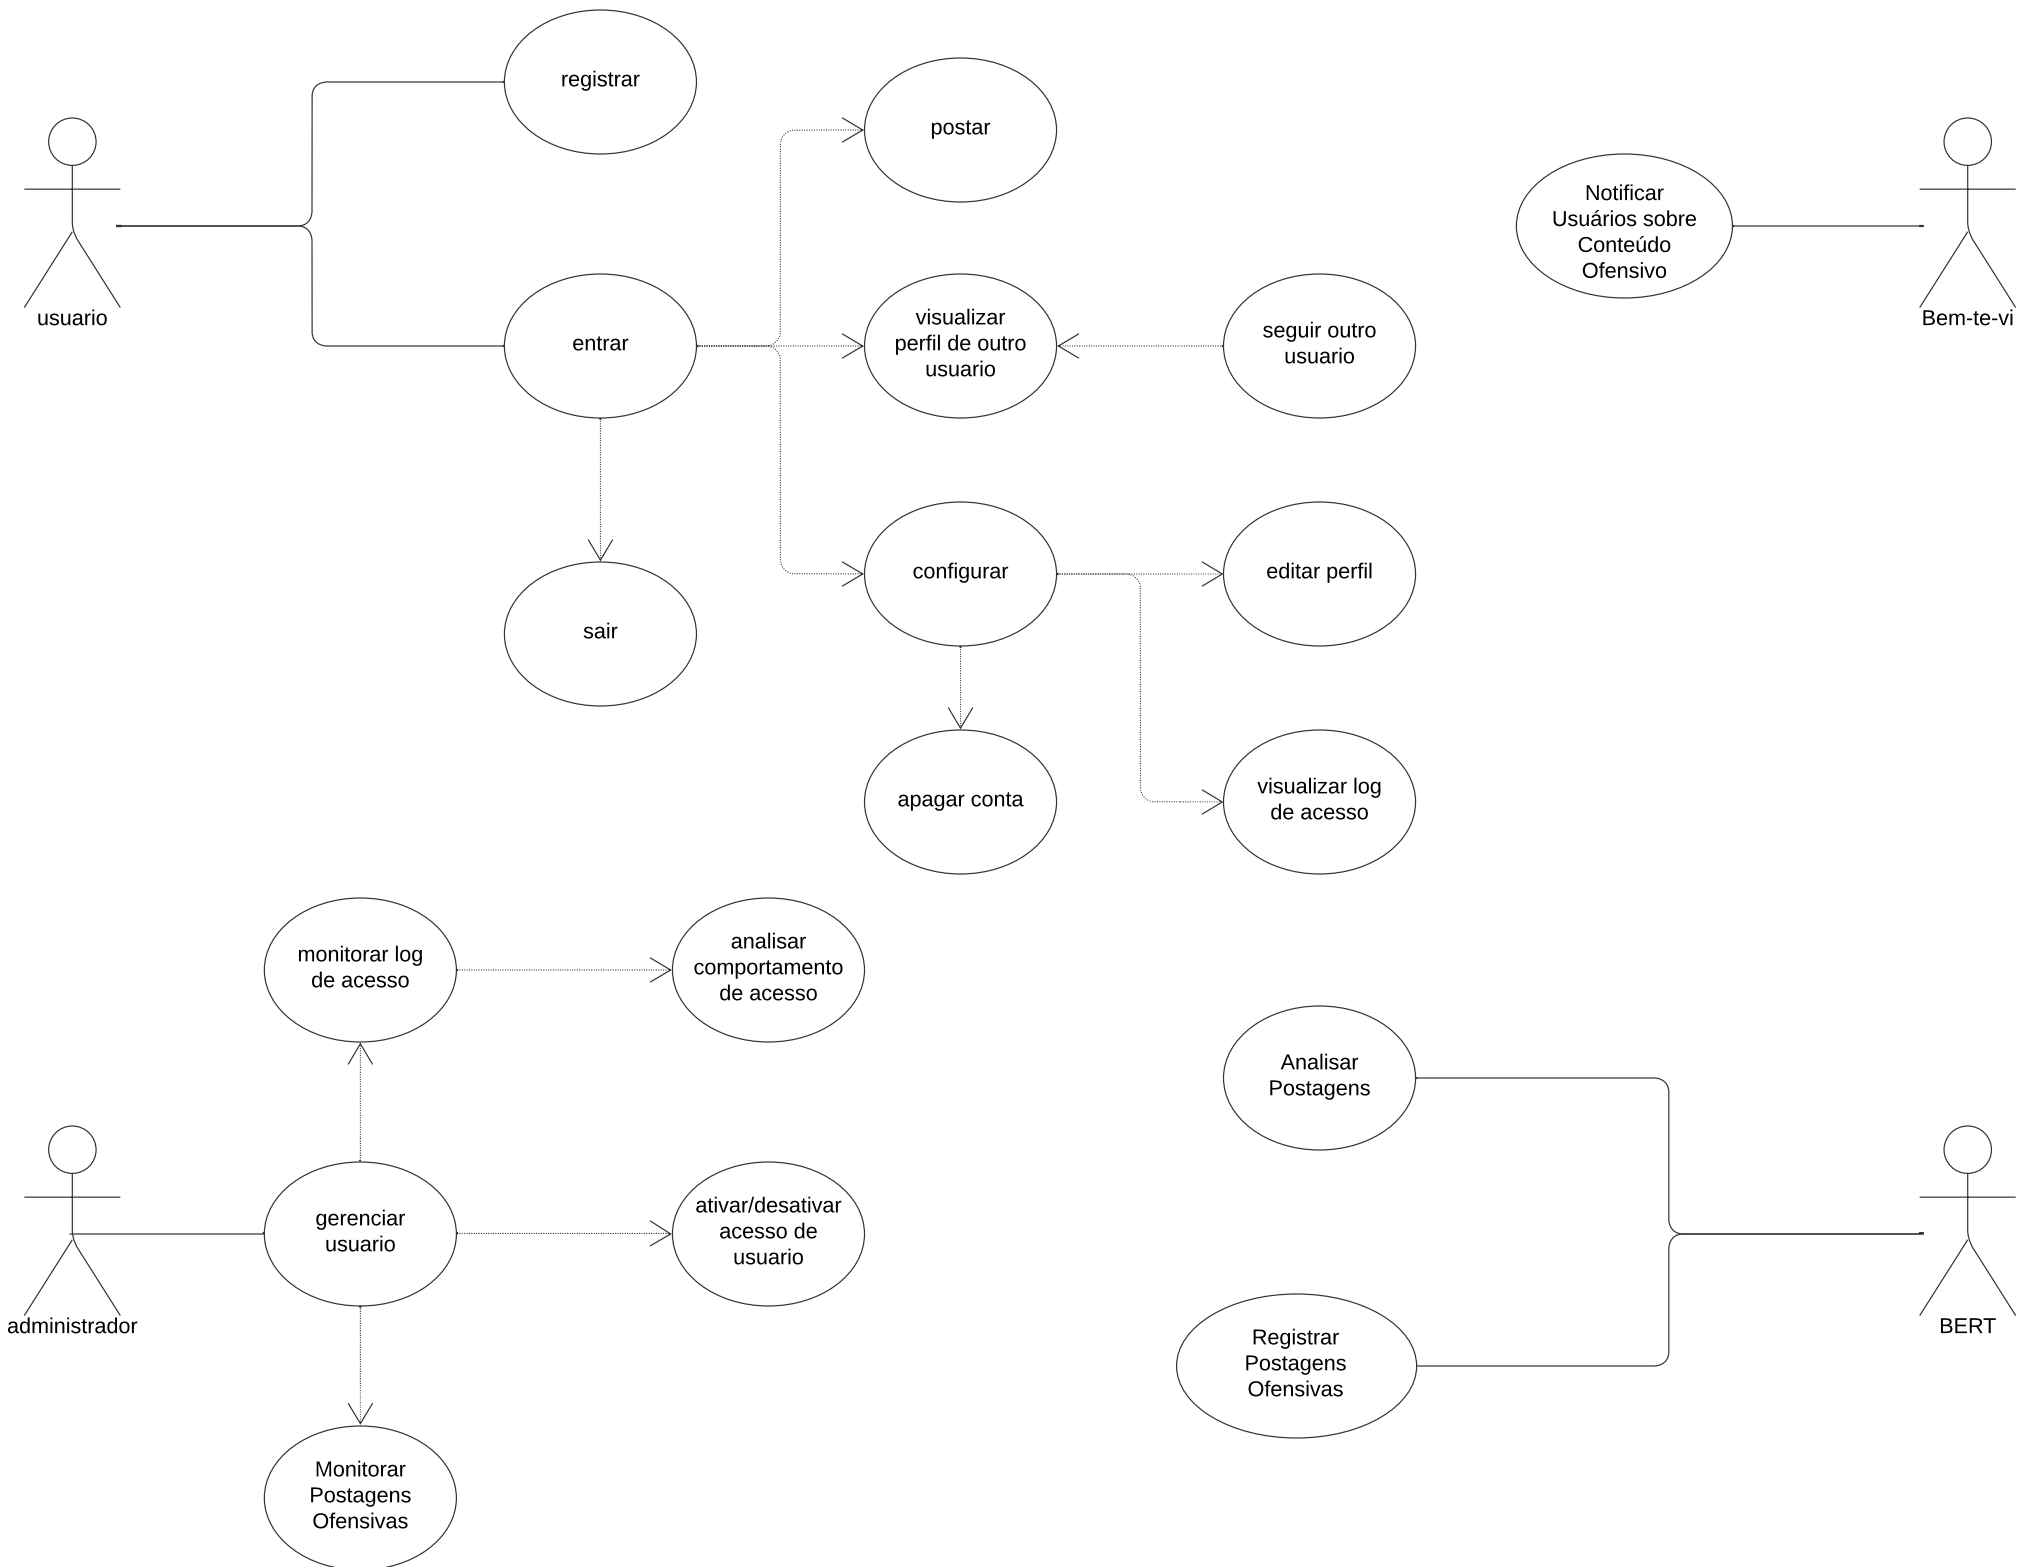 registrar
postar
Notificar
Usuários sobre
Conteúdo
Ofensivo
usuario
Bem-te-vi
entrar
visualizar
perfil de outro
usuario
seguir outro
usuario
sair
configurar
editar perfil
apagar conta
visualizar log
de acesso
monitorar log
de acesso
analisar
comportamento
de acesso
Analisar
Postagens
gerenciar
usuario
ativar/desativar
acesso de
usuario
administrador
BERT
Registrar
Postagens
Ofensivas
Monitorar
Postagens
Ofensivas